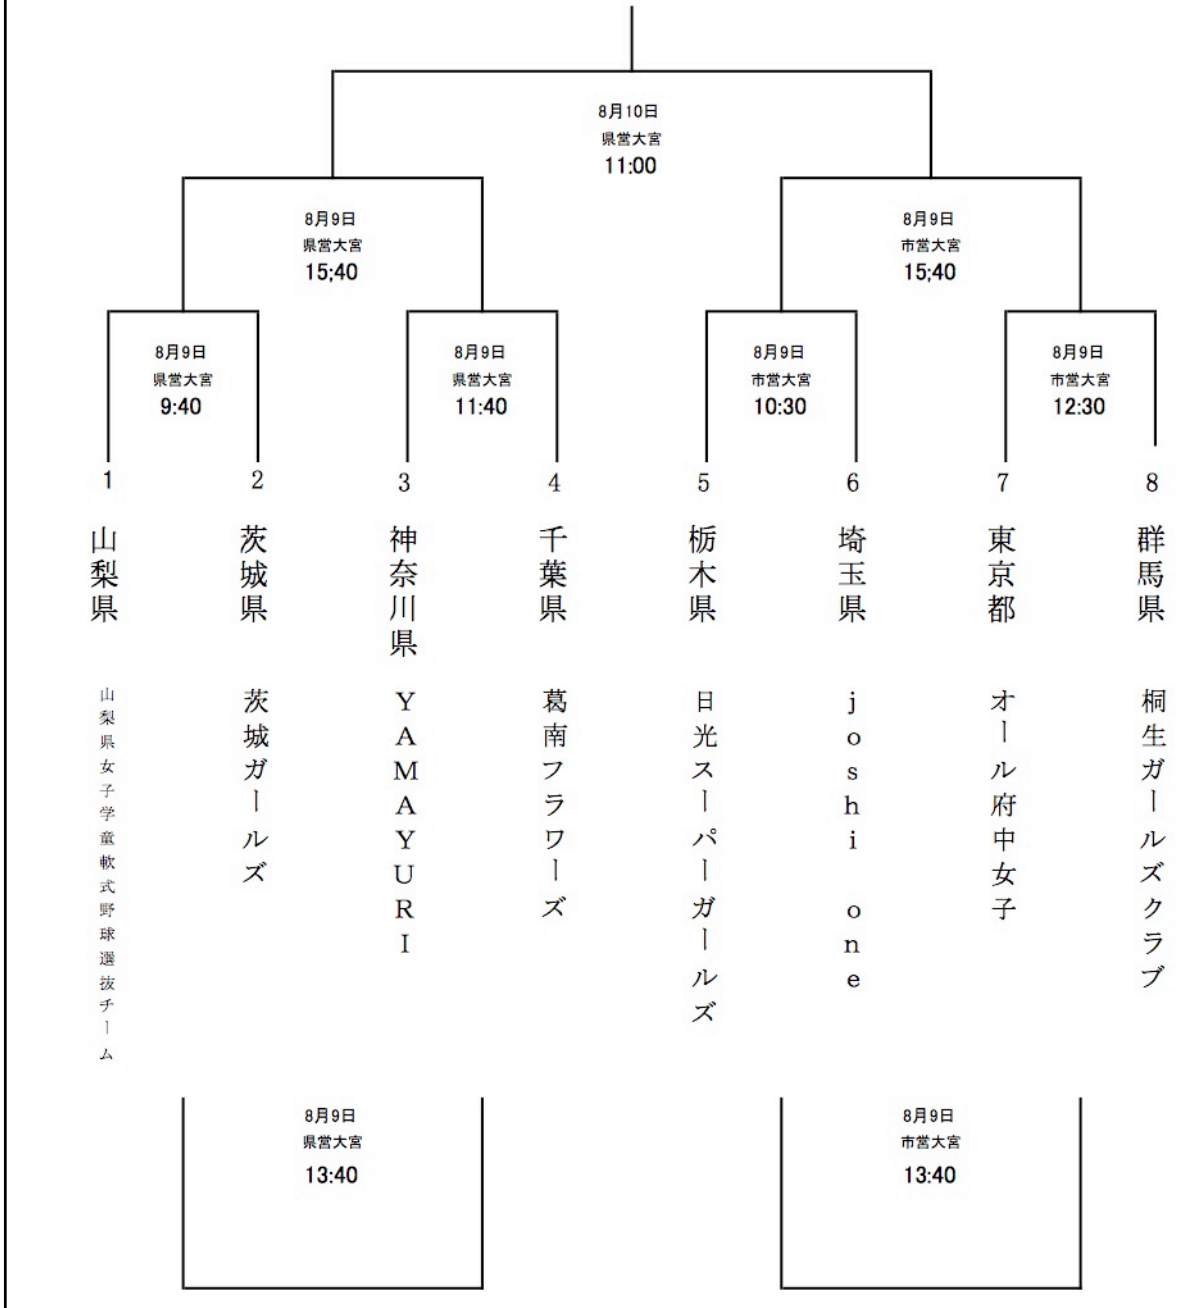 8月10日
県営大宮
11:00
8月9日
県営大宮
15;40
8月9日
市営大宮
15;40
8月9日
県営大宮
9:40
8月9日
県営大宮
11:40
8月9日
市営大宮
10:30
8月9日
市営大宮
12:30
1
2
3
4
5
6
7
8
山梨県
茨城県
神奈川県
千葉県
栃木県
埼玉県
東京都
群馬県
山梨県女子学童軟式野球選抜チーム
茨城ガールズ
YAMAYURI
葛南フラワーズ
日光スーパーガールズ
joshi one
オール府中女子
桐生ガールズクラブ
8月9日
県営大宮
13:40
8月9日
市営大宮
13:40